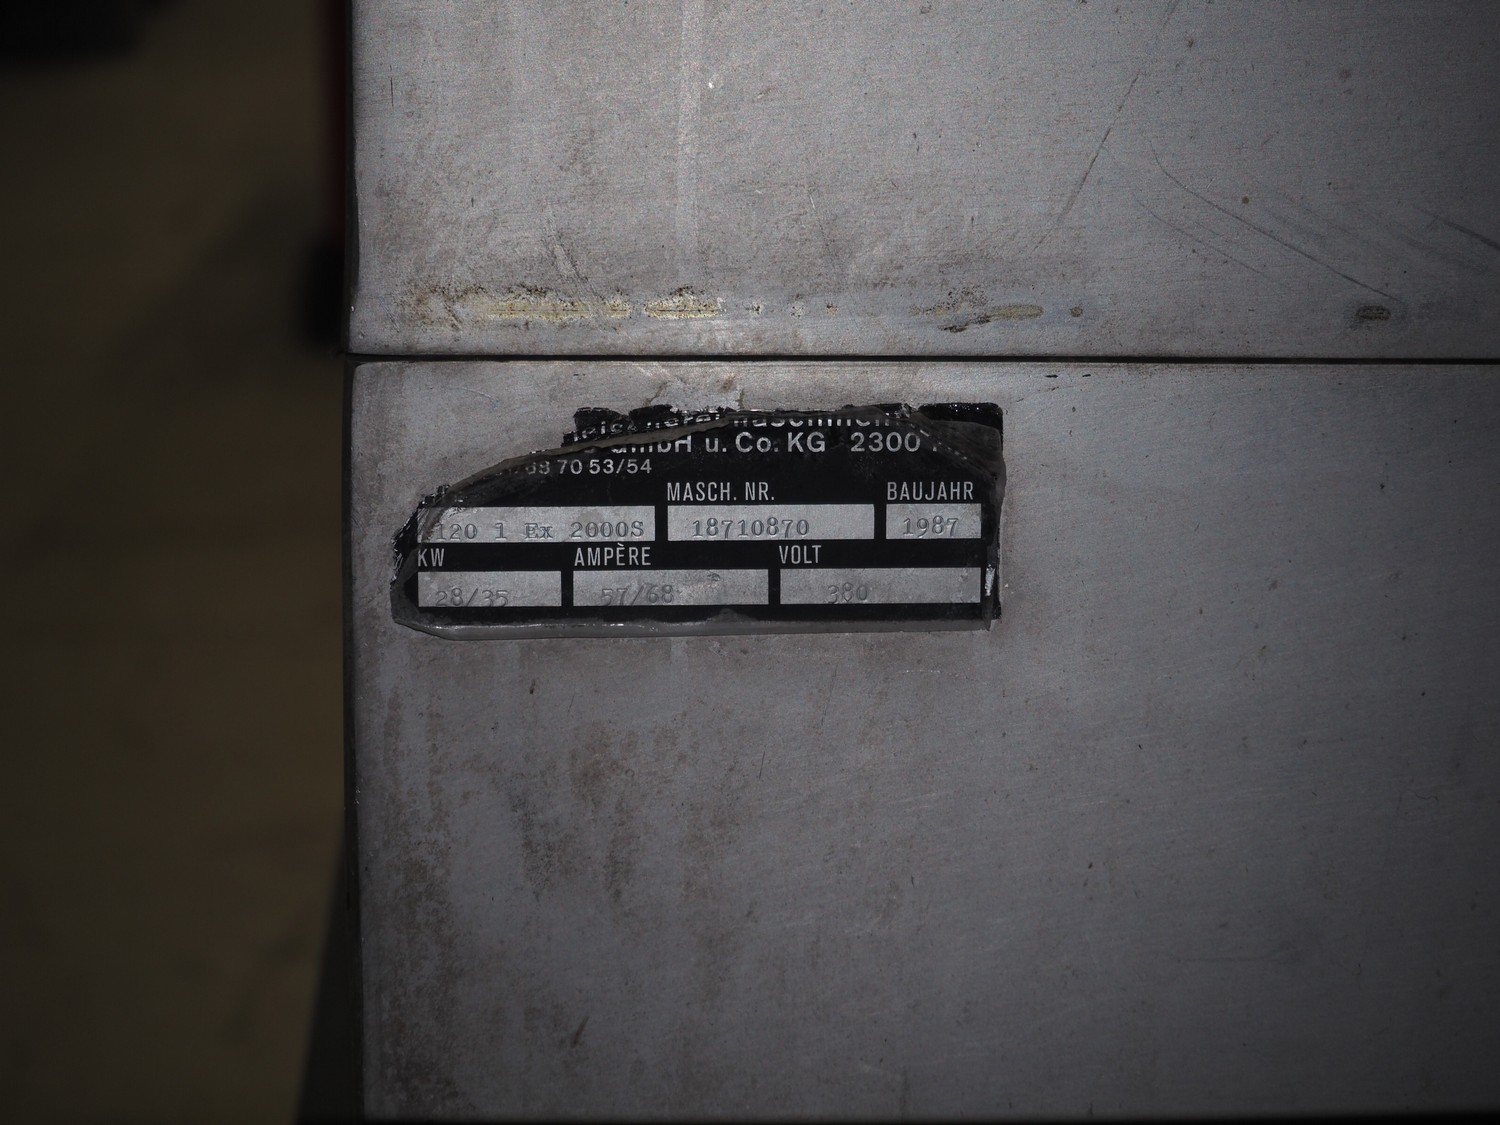 GmbH u. Co. KG 2300
70 53/54
MASCH. NR. BAUJAHR
120 l Ex 2000S 18710870 1987
KW AMPÈRE VOLT
28/35 57/68 380